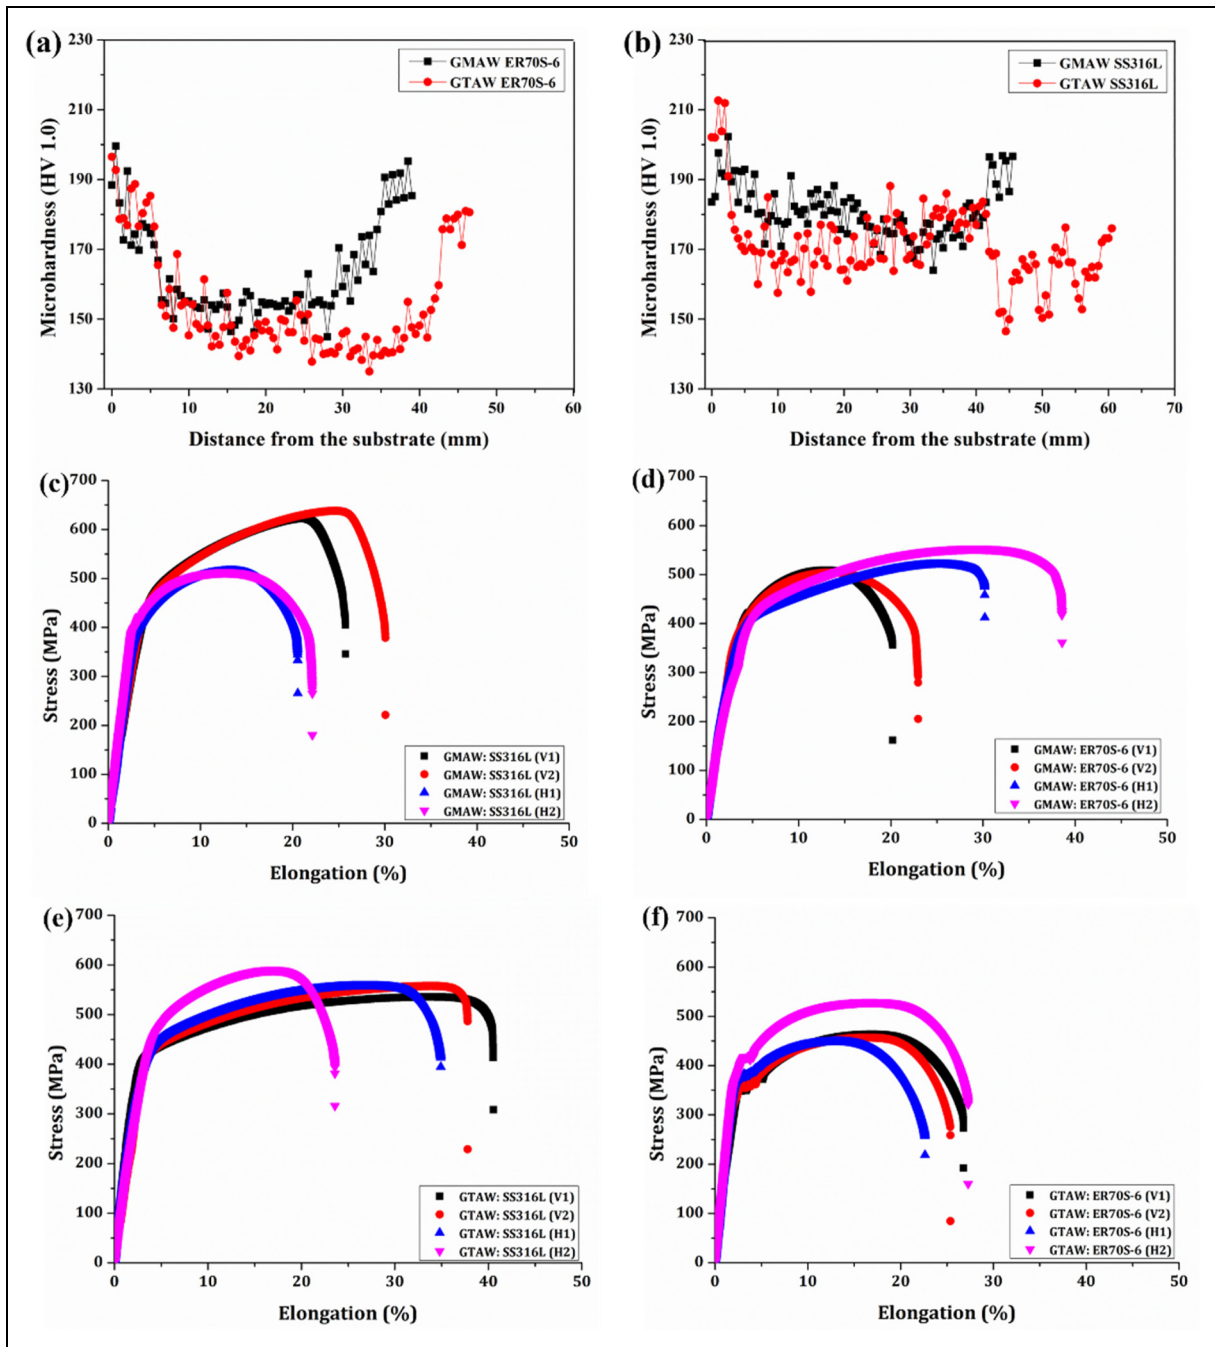 (a)
230
210
190
170
150
130
Microhardness (HV 1.0)
GMAW ER70S-6
GTAW ER70S-6
0 10 20 30 40 50 60
Distance from the substrate (mm)
(b)
230
210
190
170
150
130
Microhardness (HV 1.0)
GMAW SS316L
GTAW SS316L
0 10 20 30 40 50 60 70
Distance from the substrate (mm)
(c)
700
600
500
400
300
200
100
0
Stress (MPa)
GMAW: SS316L (V1)
GMAW: SS316L (V2)
GMAW: SS316L (H1)
GMAW: SS316L (H2)
0 10 20 30 40 50
Elongation (%)
(d)
700
600
500
400
300
200
100
0
Stress (MPa)
GMAW: ER70S-6 (V1)
GMAW: ER70S-6 (V2)
GMAW: ER70S-6 (H1)
GMAW: ER70S-6 (H2)
0 10 20 30 40 50
Elongation (%)
(e)
700
600
500
400
300
200
100
0
Stress (MPa)
GTAW: SS316L (V1)
GTAW: SS316L (V2)
GTAW: SS316L (H1)
GTAW: SS316L (H2)
0 10 20 30 40 50
Elongation (%)
(f)
700
600
500
400
300
200
100
0
Stress (MPa)
GTAW: ER70S-6 (V1)
GTAW: ER70S-6 (V2)
GTAW: ER70S-6 (H1)
GTAW: ER70S-6 (H2)
0 10 20 30 40 50
Elongation (%)